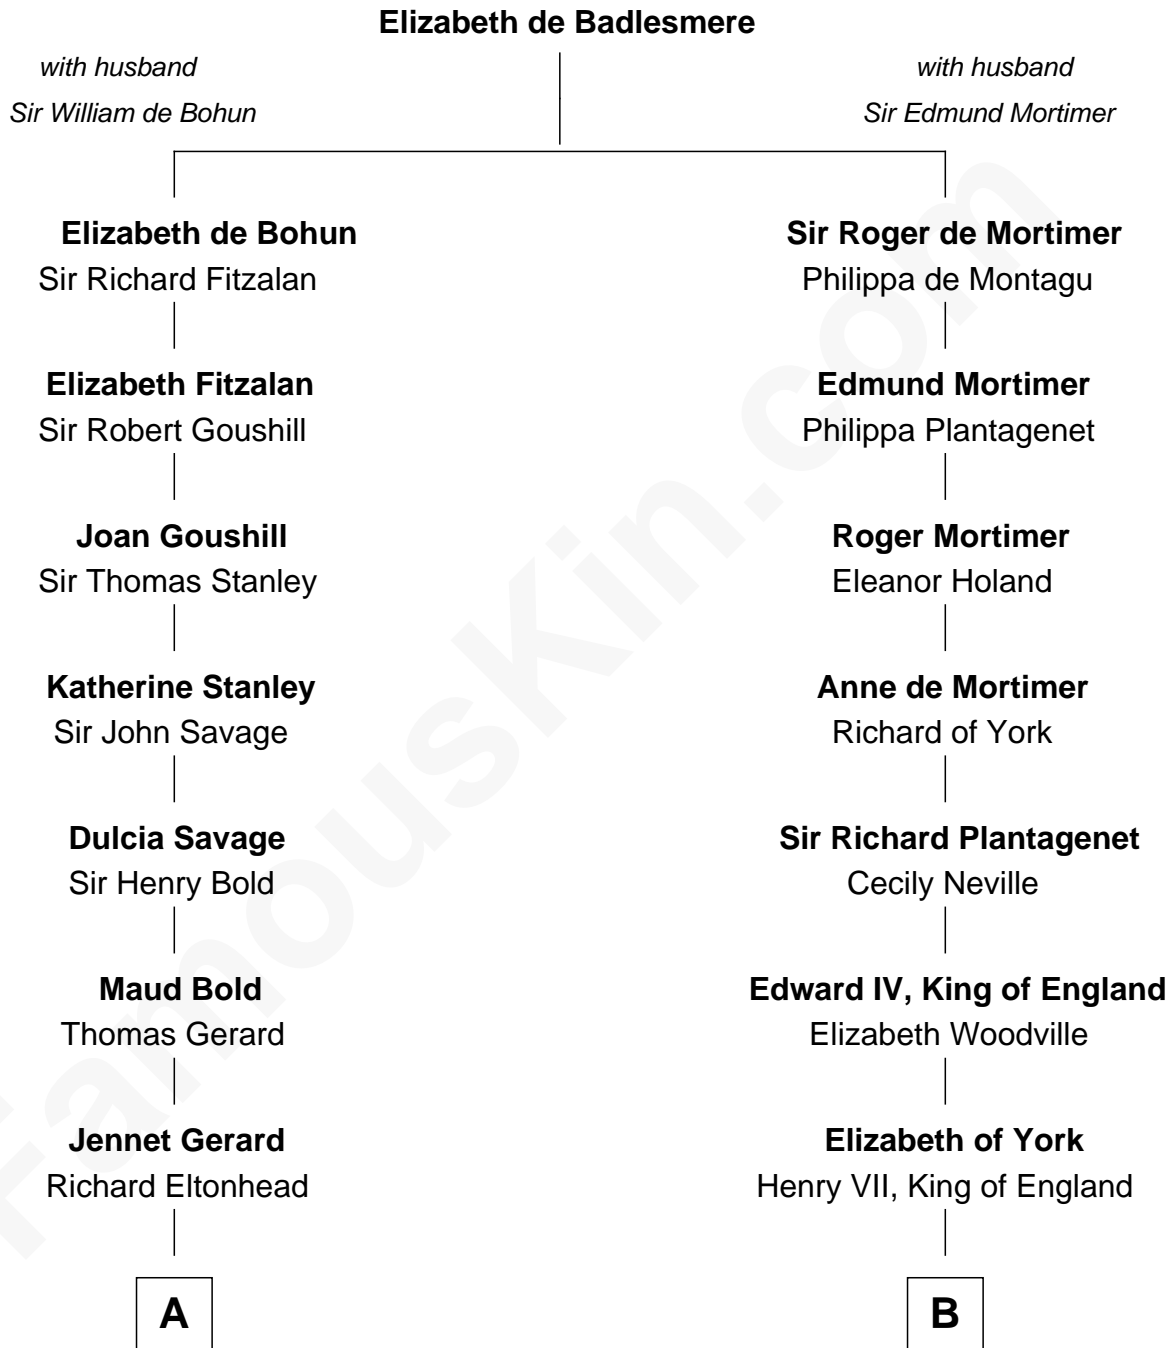 Elizabeth de Badlesmere
with husband
Sir William de Bohun
with husband
Sir Edmund Mortimer
Elizabeth de Bohun
Sir Richard Fitzalan
Elizabeth Fitzalan
Sir Robert Goushill
Joan Goushill
Sir Thomas Stanley
Katherine Stanley
Sir John Savage
Dulcia Savage
Sir Henry Bold
Maud Bold
Thomas Gerard
Jennet Gerard
Richard Eltonhead
A
Sir Roger de Mortimer
Philippa de Montagu
Edmund Mortimer
Philippa Plantagenet
Roger Mortimer
Eleanor Holand
Anne de Mortimer
Richard of York
Sir Richard Plantagenet
Cecily Neville
Edward IV, King of England
Elizabeth Woodville
Elizabeth of York
Henry VII, King of England
B
FamousKin.com